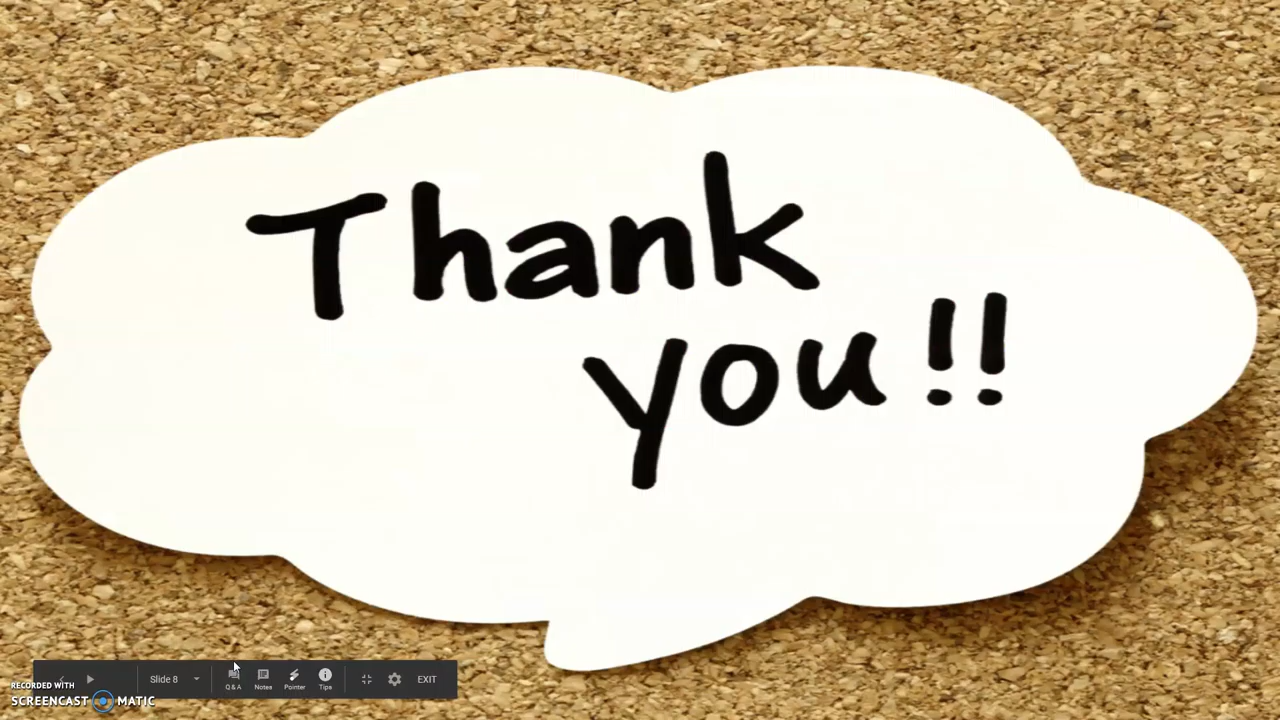 Thank
you!!
Slide 8
Q & A Notes Pointer Tips EXIT
RECORDED WITH
SCREENCAST MATIC